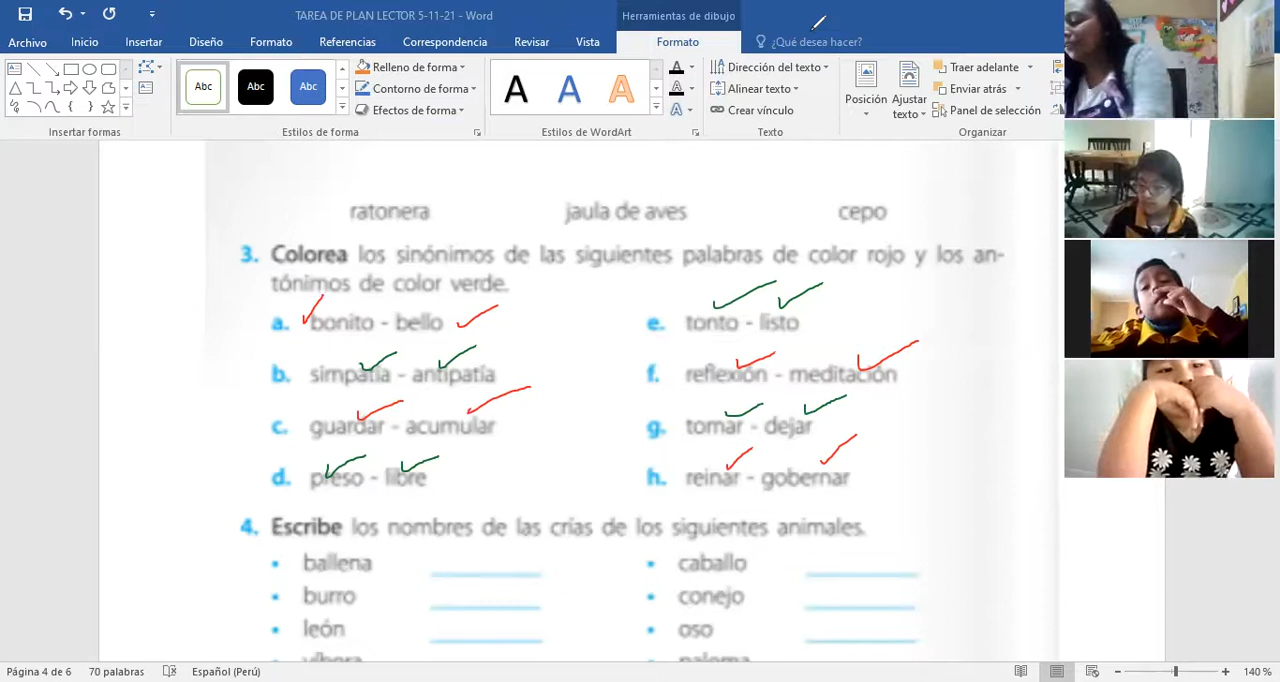 TAREA DE PLAN LECTOR 5-11-21 - Word
Herramientas de dibujo
Archivo Inicio Insertar Diseño Formato Referencias Correspondencia Revisar Vista Formato ¿Qué desea hacer?
Abc Abc Abc
Relleno de forma
Contorno de forma
Efectos de forma
A A A
A
A
A
Dirección del texto
Alinear texto
Crear vínculo
Posición
Ajustar texto
Traer adelante
Enviar atrás
Panel de selección
Insertar formas Estilos de forma Estilos de WordArt Texto Organizar
ratonera jaula de aves cepo
3. Colorea los sinónimos de las siguientes palabras de color rojo y los an-
tónimos de color verde.
a. bonito - bello
b. simpatía - antipatía
c. guardar - acumular
d. preso - libre
e. tonto - listo
f. reflexión - meditación
g. tomar - dejar
h. reinar - gobernar
4. Escribe los nombres de las crías de los siguientes animales.
• ballena
• burro
• león
víbora
• caballo
• conejo
• oso
paloma
Página 4 de 6 70 palabras Español (Perú) 140 %